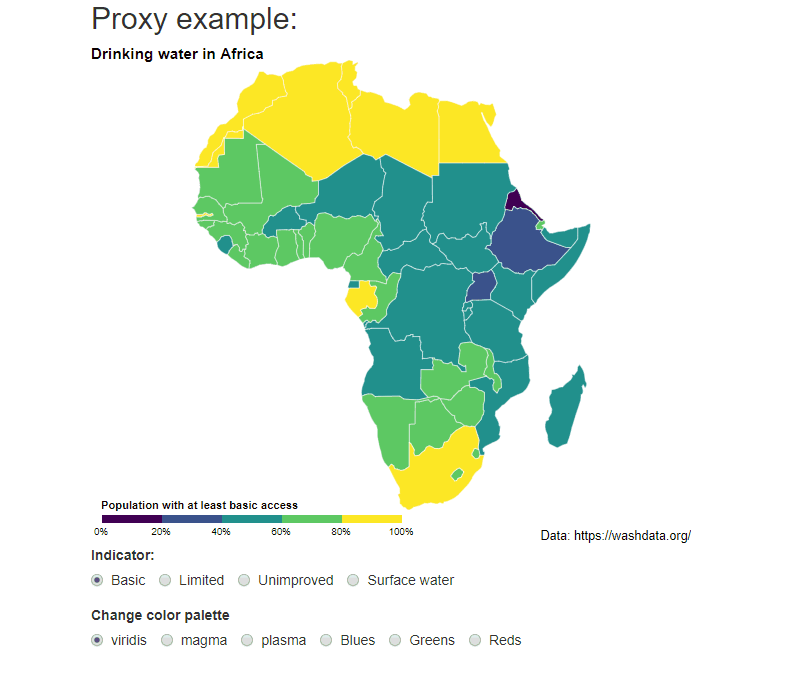 Proxy example:
Drinking water in Africa
Population with at least basic access
0% 20% 40% 60% 80% 100%
Data: https://washdata.org/
Indicator:
Basic Limited Unimproved Surface water
Change color palette
viridis magma plasma Blues Greens Reds